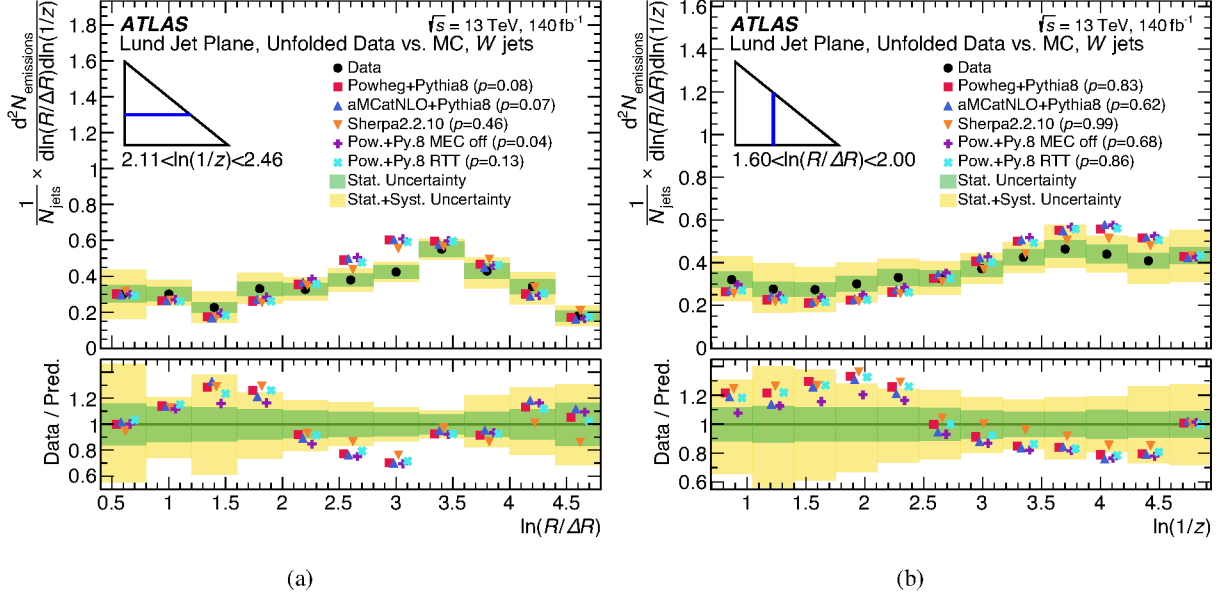 ATLAS
√s = 13 TeV, 140 fb⁻¹
Lund Jet Plane, Unfolded Data vs. MC, W jets
Data
Powheg+Pythia8 (p=0.08)
aMCatNLO+Pythia8 (p=0.07)
Sherpa2.2.10 (p=0.46)
Pow.+Py.8 MEC off (p=0.04)
Pow.+Py.8 RTT (p=0.13)
Stat. Uncertainty
Stat.+Syst. Uncertainty
2.11<ln(1/z)<2.46
1/N_jets × d²N_emissions/dln(R/ΔR)dln(1/z)
1.8
1.6
1.4
1.2
1
0.8
0.6
0.4
0.2
0
Data / Pred.
1.2
1
0.8
0.6
0.5 1 1.5 2 2.5 3 3.5 4 4.5
ln(R/ΔR)
(a)
ATLAS
√s = 13 TeV, 140 fb⁻¹
Lund Jet Plane, Unfolded Data vs. MC, W jets
Data
Powheg+Pythia8 (p=0.83)
aMCatNLO+Pythia8 (p=0.62)
Sherpa2.2.10 (p=0.99)
Pow.+Py.8 MEC off (p=0.68)
Pow.+Py.8 RTT (p=0.86)
Stat. Uncertainty
Stat.+Syst. Uncertainty
1.60<ln(R/ΔR)<2.00
1/N_jets × d²N_emissions/dln(R/ΔR)dln(1/z)
1.6
1.4
1.2
1
0.8
0.6
0.4
0.2
0
Data / Pred.
1.4
1.2
1
0.8
0.6
1 1.5 2 2.5 3 3.5 4 4.5
ln(1/z)
(b)